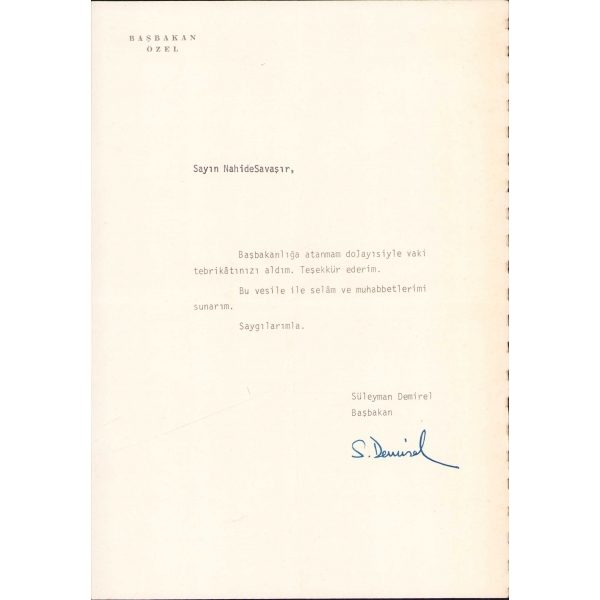 BAŞBAKAN
ÖZEL
Sayın NahideSavaşır,
Başbakanlığa atanmam dolayısiyle vaki
tebrikâtınızı aldım. Teşekkür ederim.
Bu vesile ile selâm ve muhabbetlerimi
sunarım.
Saygılarımla.
Süleyman Demirel
Başbakan
S. Demirel